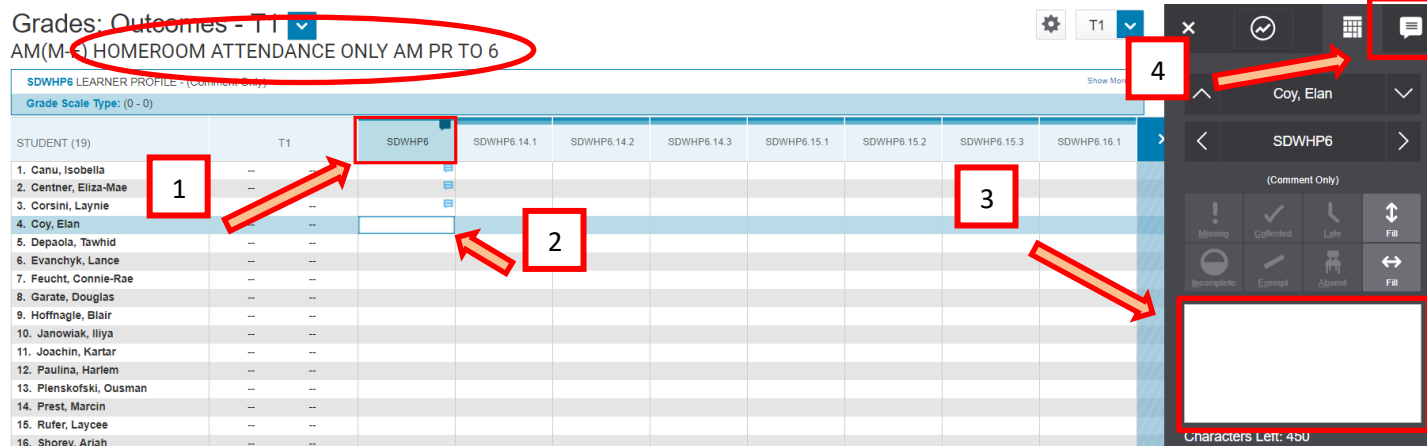 Grades: Outcomes - T1
T1
AM(M-F) HOMEROOM ATTENDANCE ONLY AM PR TO 6
4
SDWHP6 LEARNER PROFILE - (Comment Only)
Show More
Grade Scale Type: (0 - 0)
Coy, Elan
STUDENT (19) T1 SDWHP6 SDWHP6.14.1 SDWHP6.14.2 SDWHP6.14.3 SDWHP6.15.1 SDWHP6.15.2 SDWHP6.15.3 SDWHP6.16.1
SDWHP6
(Comment Only)
1. Canu, Isobella -- --
2. Centner, Eliza-Mae -- --
3. Corsini, Laynie --
4. Coy, Elan -- --
5. Depaola, Tawhid -- --
6. Evanchyk, Lance -- --
7. Feucht, Connie-Rae -- --
8. Garate, Douglas -- --
9. Hoffnagle, Blair -- --
10. Janowiak, Iliya -- --
11. Joachin, Kartar -- --
12. Paulina, Harlem -- --
13. Plenskofski, Ousman -- --
14. Prest, Marcin -- --
15. Rufer, Laycee -- --
16. Shorey, Ariah -- --
1
2
3
Missing Collected Late Fill
Incomplete Exempt Absent Fill
Characters Left: 450